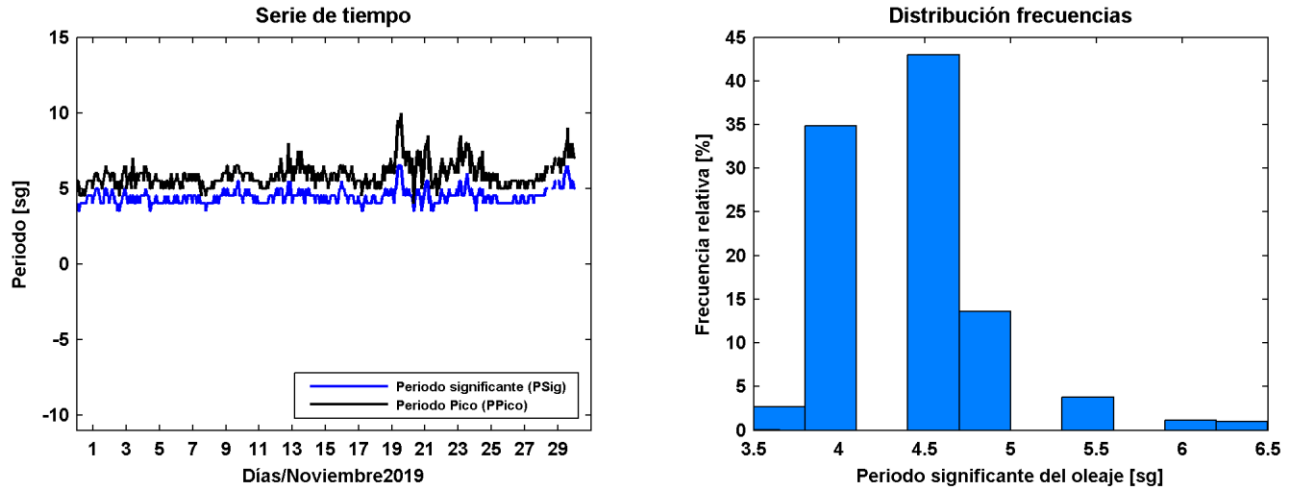 Serie de tiempo
15
10
5
0
-5
-10
Periodo [sg]
Periodo significante (PSig)
Periodo Pico (PPico)
1 3 5 7 9 11 13 15 17 19 21 23 25 27 29
Días/Noviembre2019
Distribución frecuencias
45
40
35
30
25
20
15
10
5
0
Frecuencia relativa [%]
3.5 4 4.5 5 5.5 6 6.5
Periodo significante del oleaje [sg]